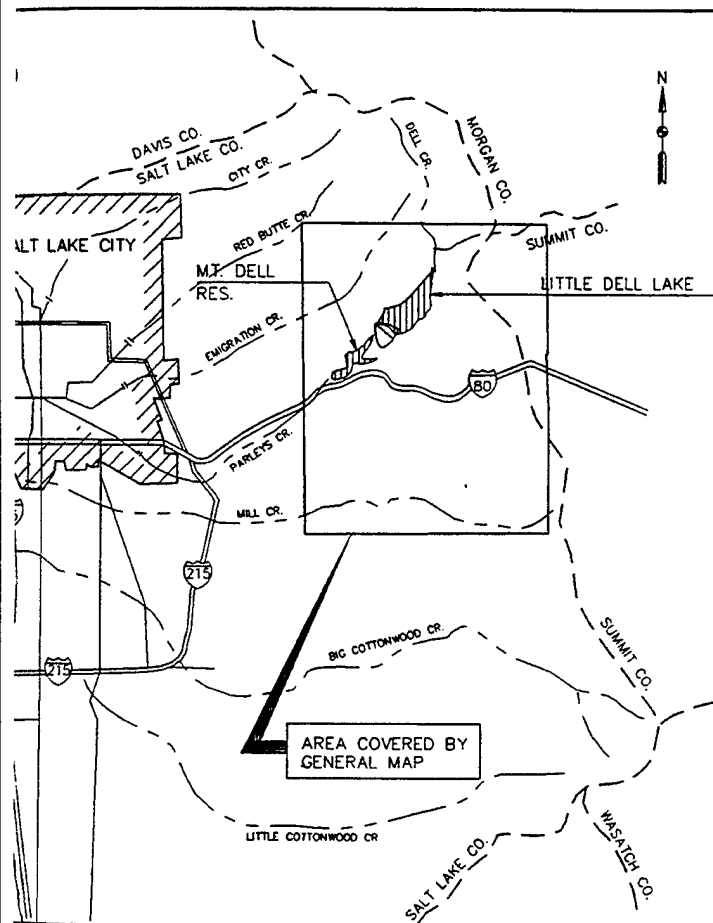 N
DAVIS CO.
SALT LAKE CO.
CITY CR.
DELL CR.
MORGAN CO.
RED BUTTE CR.
SUMMIT CO.
ALT LAKE CITY
M.T. DELL
RES.
LITTLE DELL LAKE
EMIGRATION CR.
80
PARLEYS CR.
MILL CR.
215
BIG COTTONWOOD CR.
SUMMIT CO.
215
AREA COVERED BY
GENERAL MAP
LITTLE COTTONWOOD CR
SALT LAKE CO.
WASATCH CO.